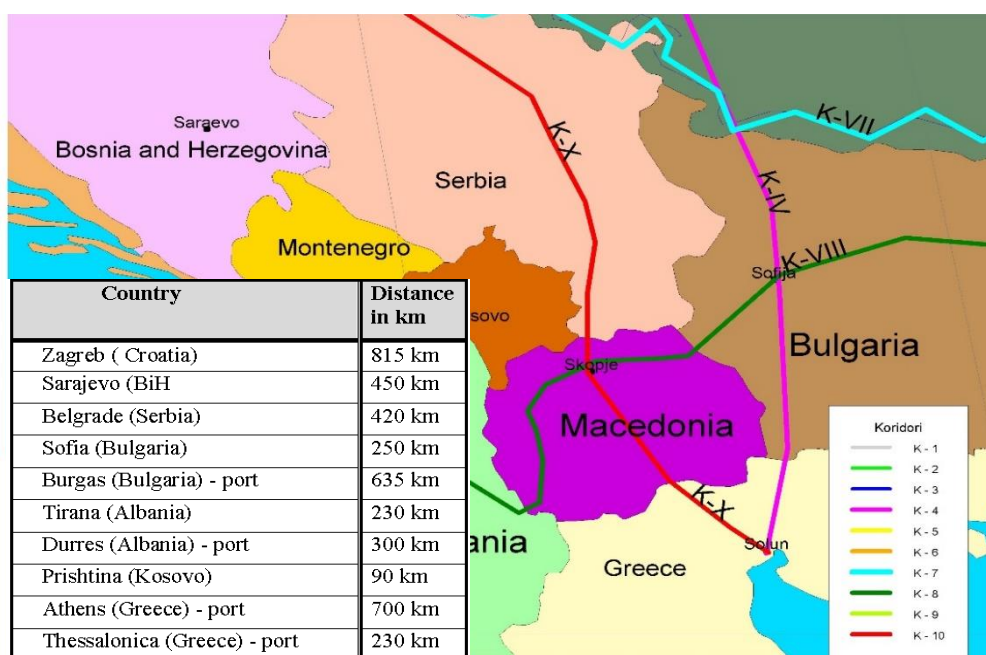 Saraevo
Bosnia and Herzegovina
Serbia
Montenegro
K-X
K-VII
K-IV
K-VIII
Sofija
Bulgaria
sovo
Skopje
Macedonia
K-X
Solun
Greece
ania
Country Distance in km
Zagreb ( Croatia) 815 km
Sarajevo (BiH 450 km
Belgrade (Serbia) 420 km
Sofia (Bulgaria) 250 km
Burgas (Bulgaria) - port 635 km
Tirana (Albania) 230 km
Durres (Albania) - port 300 km
Prishtina (Kosovo) 90 km
Athens (Greece) - port 700 km
Thessalonica (Greece) - port 230 km
Koridori
K - 1
K - 2
K - 3
K - 4
K - 5
K - 6
K - 7
K - 8
K - 9
K - 10